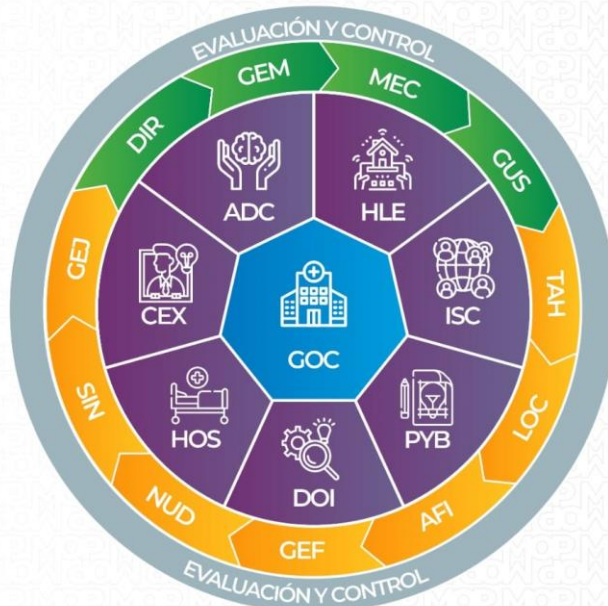 EVALUACIÓN Y CONTROL
DIR
GEM
MEC
GUS
TAH
LOC
AFI
GEF
NUD
SIN
GEJ
ADC
HLE
ISC
PYB
DOI
HOS
CEX
GOC
EVALUACIÓN Y CONTROL